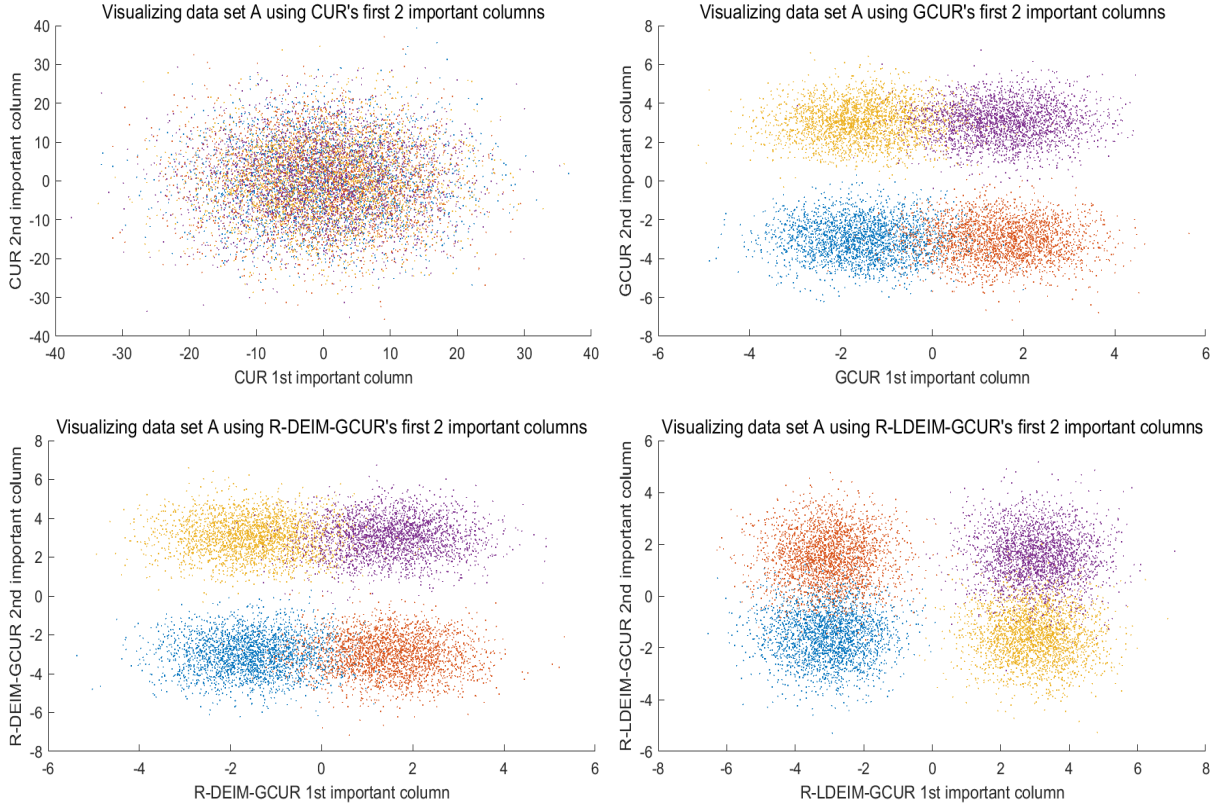 Visualizing data set A using CUR's first 2 important columns
CUR 2nd important column
40
30
20
10
0
-10
-20
-30
-40
-40 -30 -20 -10 0 10 20 30 40
CUR 1st important column
Visualizing data set A using GCUR's first 2 important columns
GCUR 2nd important column
8
6
4
2
0
-2
-4
-6
-8
-6 -4 -2 0 2 4 6
GCUR 1st important column
Visualizing data set A using R-DEIM-GCUR's first 2 important columns
R-DEIM-GCUR 2nd important column
8
6
4
2
0
-2
-4
-6
-8
-6 -4 -2 0 2 4 6
R-DEIM-GCUR 1st important column
Visualizing data set A using R-LDEIM-GCUR's first 2 important columns
R-LDEIM-GCUR 2nd important column
6
4
2
0
-2
-4
-6
-8 -6 -4 -2 0 2 4 6 8
R-LDEIM-GCUR 1st important column